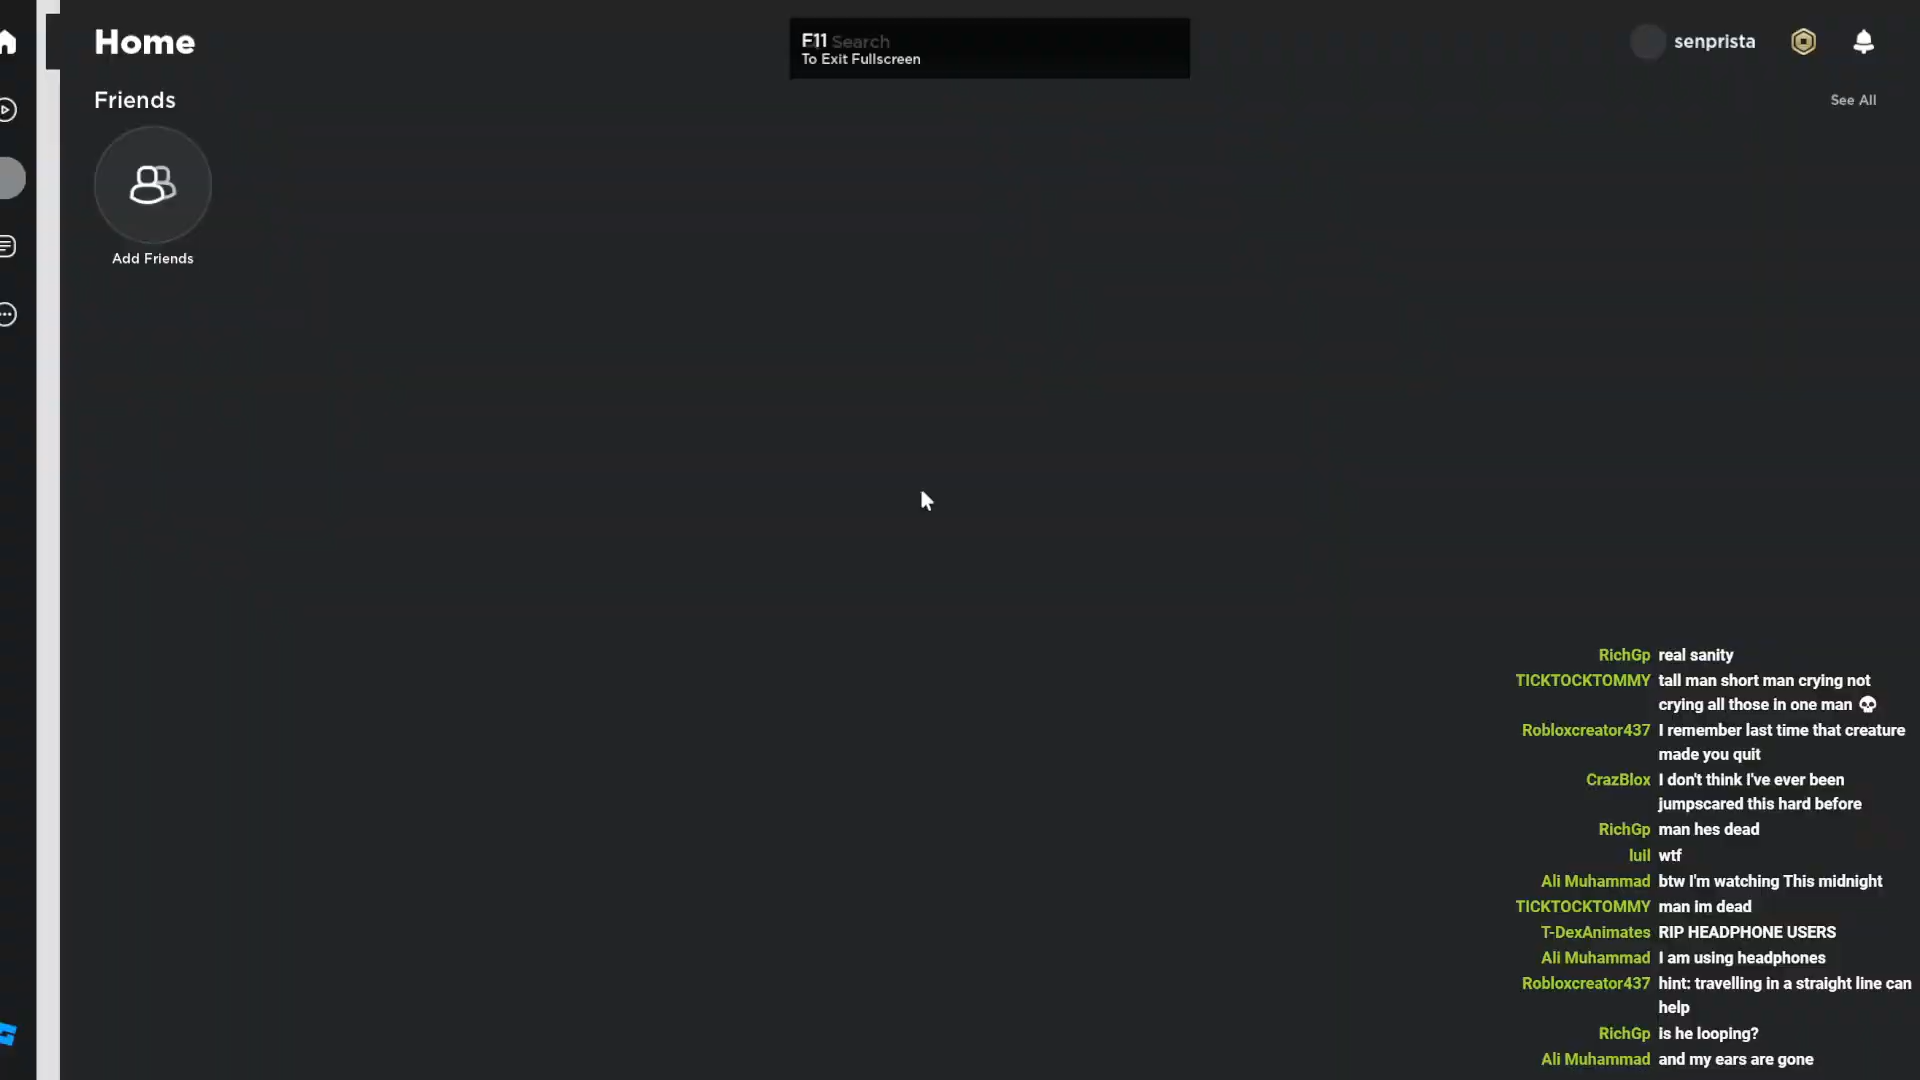 Home
F11 Search
To Exit Fullscreen
senprista
Friends
See All
Add Friends
RichGp real sanity
TICKTOCKTOMMY tall man short man crying not
crying all those in one man 💀
Robloxcreator437 I remember last time that creature
made you quit
CrazBlox I don't think I've ever been
jumpscared this hard before
RichGp man hes dead
luil wtf
Ali Muhammad btw I'm watching This midnight
TICKTOCKTOMMY man im dead
T-DexAnimates RIP HEADPHONE USERS
Ali Muhammad I am using headphones
Robloxcreator437 hint: travelling in a straight line can
help
RichGp is he looping?
Ali Muhammad and my ears are gone